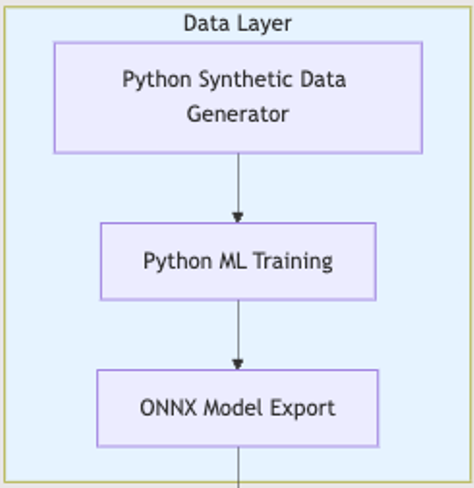 Data Layer
Python Synthetic Data
Generator
Python ML Training
ONNX Model Export